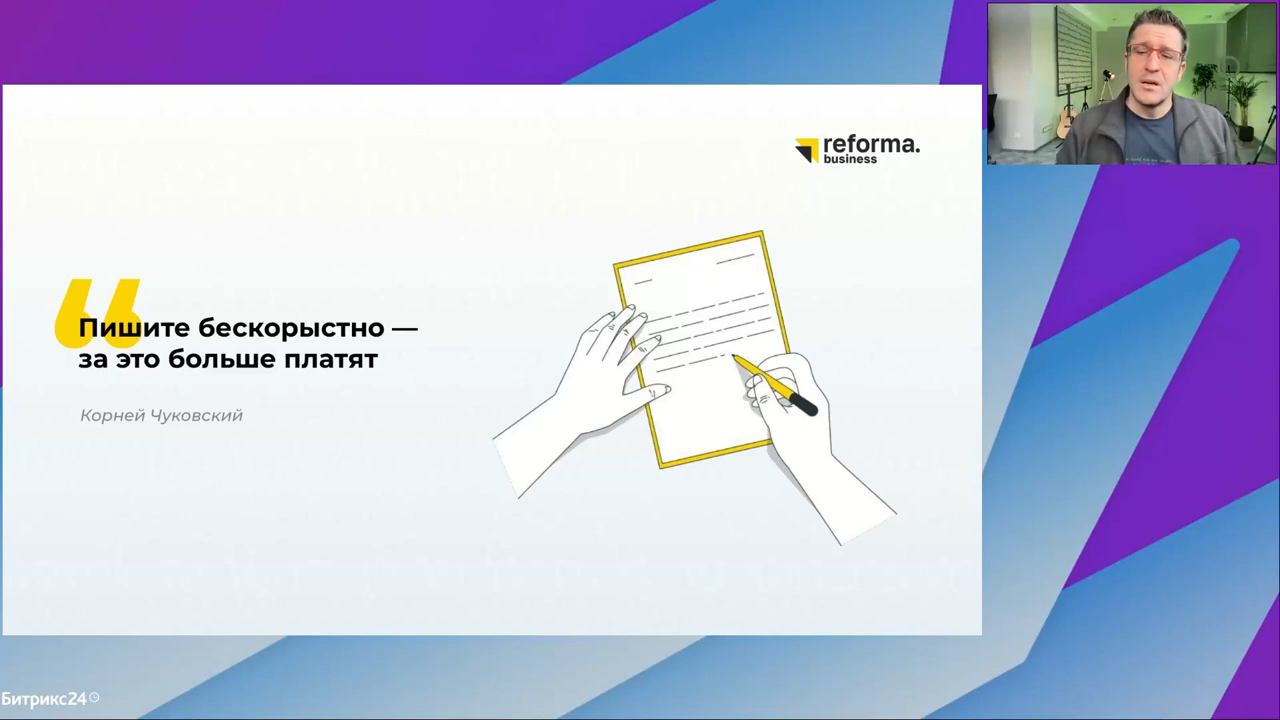 reforma.
business
Пишите бескорыстно —
за это больше платят
Корней Чуковский
Битрикс24